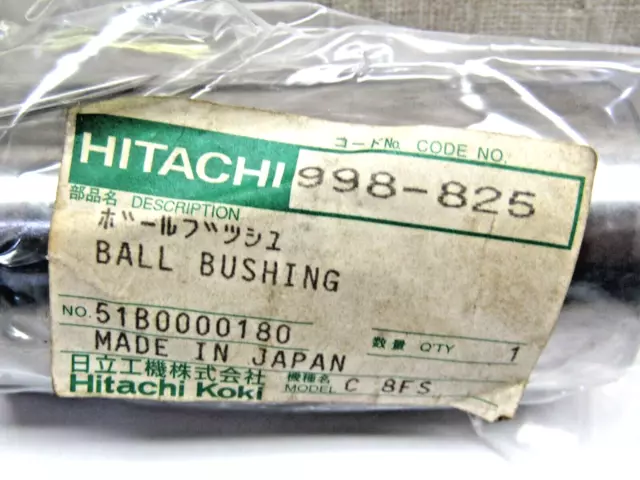 HITACHI
コードNo. CODE NO.
998-825
部品名 DESCRIPTION
ボールブッシュ
BALL BUSHING
NO. 51B0000180
MADE IN JAPAN
数量 QTY 1
日立工機株式会社
Hitachi Koki
機種名
MODEL C 8FS